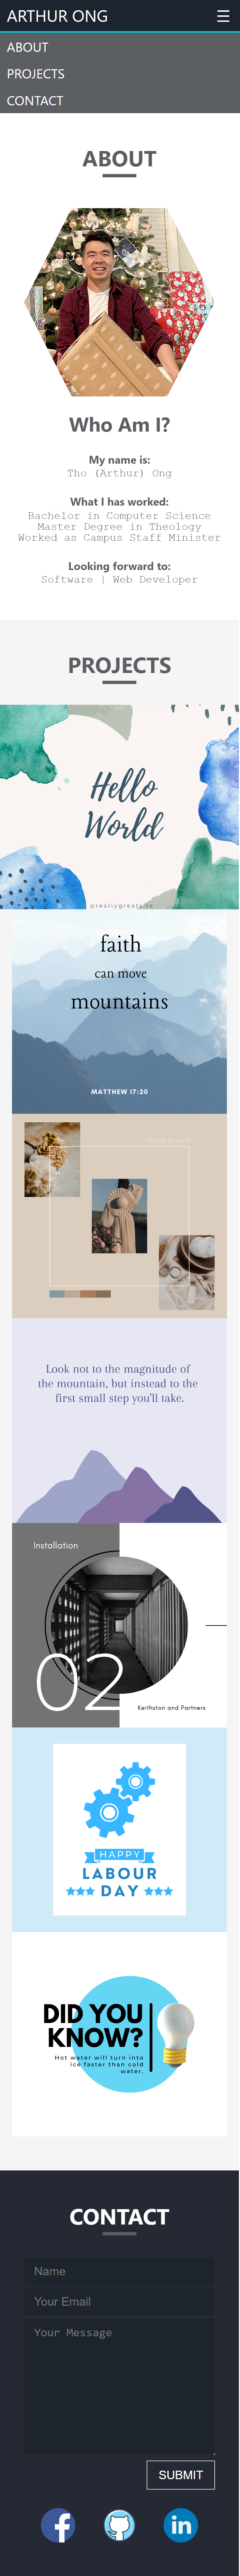 ARTHUR ONG
ABOUT
PROJECTS
CONTACT
ABOUT
Who Am I?
My name is:
Tho (Arthur) Ong
What I has worked:
Bachelor in Computer Science
Master Degree in Theology
Worked as Campus Staff Minister
Looking forward to:
Software | Web Developer
PROJECTS
Hello
World
@reallygreatsite
faith
can move
mountains
MATTHEW 17:20
Mood Board
Look not to the magnitude of
the mountain, but instead to the
first small step you'll take.
Installation
02
Keithston and Partners
HAPPY
LABOUR
DAY
DID YOU
KNOW?
Hot water will turn into
ice faster than cold
water.
CONTACT
Name
Your Email
Your Message
SUBMIT
f
in